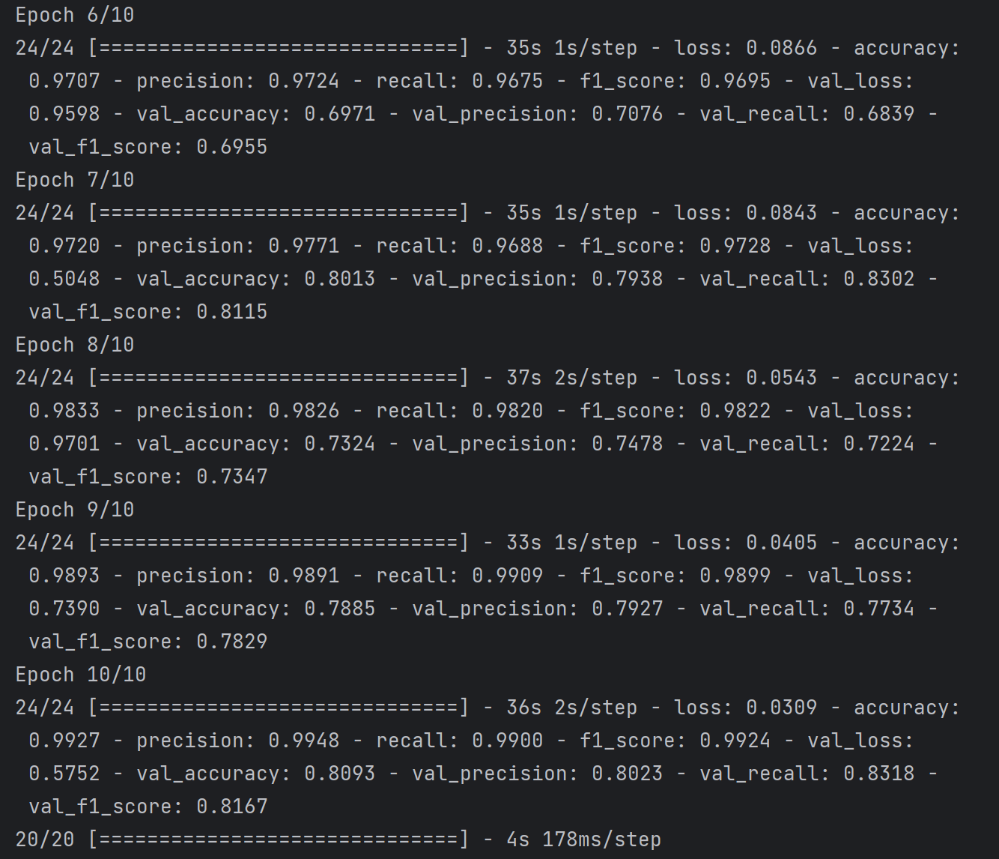 Epoch 6/10
24/24 [==============================] - 35s 1s/step - loss: 0.0866 - accuracy:
0.9707 - precision: 0.9724 - recall: 0.9675 - f1_score: 0.9695 - val_loss:
0.9598 - val_accuracy: 0.6971 - val_precision: 0.7076 - val_recall: 0.6839 -
val_f1_score: 0.6955
Epoch 7/10
24/24 [==============================] - 35s 1s/step - loss: 0.0843 - accuracy:
0.9720 - precision: 0.9771 - recall: 0.9688 - f1_score: 0.9728 - val_loss:
0.5048 - val_accuracy: 0.8013 - val_precision: 0.7938 - val_recall: 0.8302 -
val_f1_score: 0.8115
Epoch 8/10
24/24 [==============================] - 37s 2s/step - loss: 0.0543 - accuracy:
0.9833 - precision: 0.9826 - recall: 0.9820 - f1_score: 0.9822 - val_loss:
0.9701 - val_accuracy: 0.7324 - val_precision: 0.7478 - val_recall: 0.7224 -
val_f1_score: 0.7347
Epoch 9/10
24/24 [==============================] - 33s 1s/step - loss: 0.0405 - accuracy:
0.9893 - precision: 0.9891 - recall: 0.9909 - f1_score: 0.9899 - val_loss:
0.7390 - val_accuracy: 0.7885 - val_precision: 0.7927 - val_recall: 0.7734 -
val_f1_score: 0.7829
Epoch 10/10
24/24 [==============================] - 36s 2s/step - loss: 0.0309 - accuracy:
0.9927 - precision: 0.9948 - recall: 0.9900 - f1_score: 0.9924 - val_loss:
0.5752 - val_accuracy: 0.8093 - val_precision: 0.8023 - val_recall: 0.8318 -
val_f1_score: 0.8167
20/20 [==============================] - 4s 178ms/step